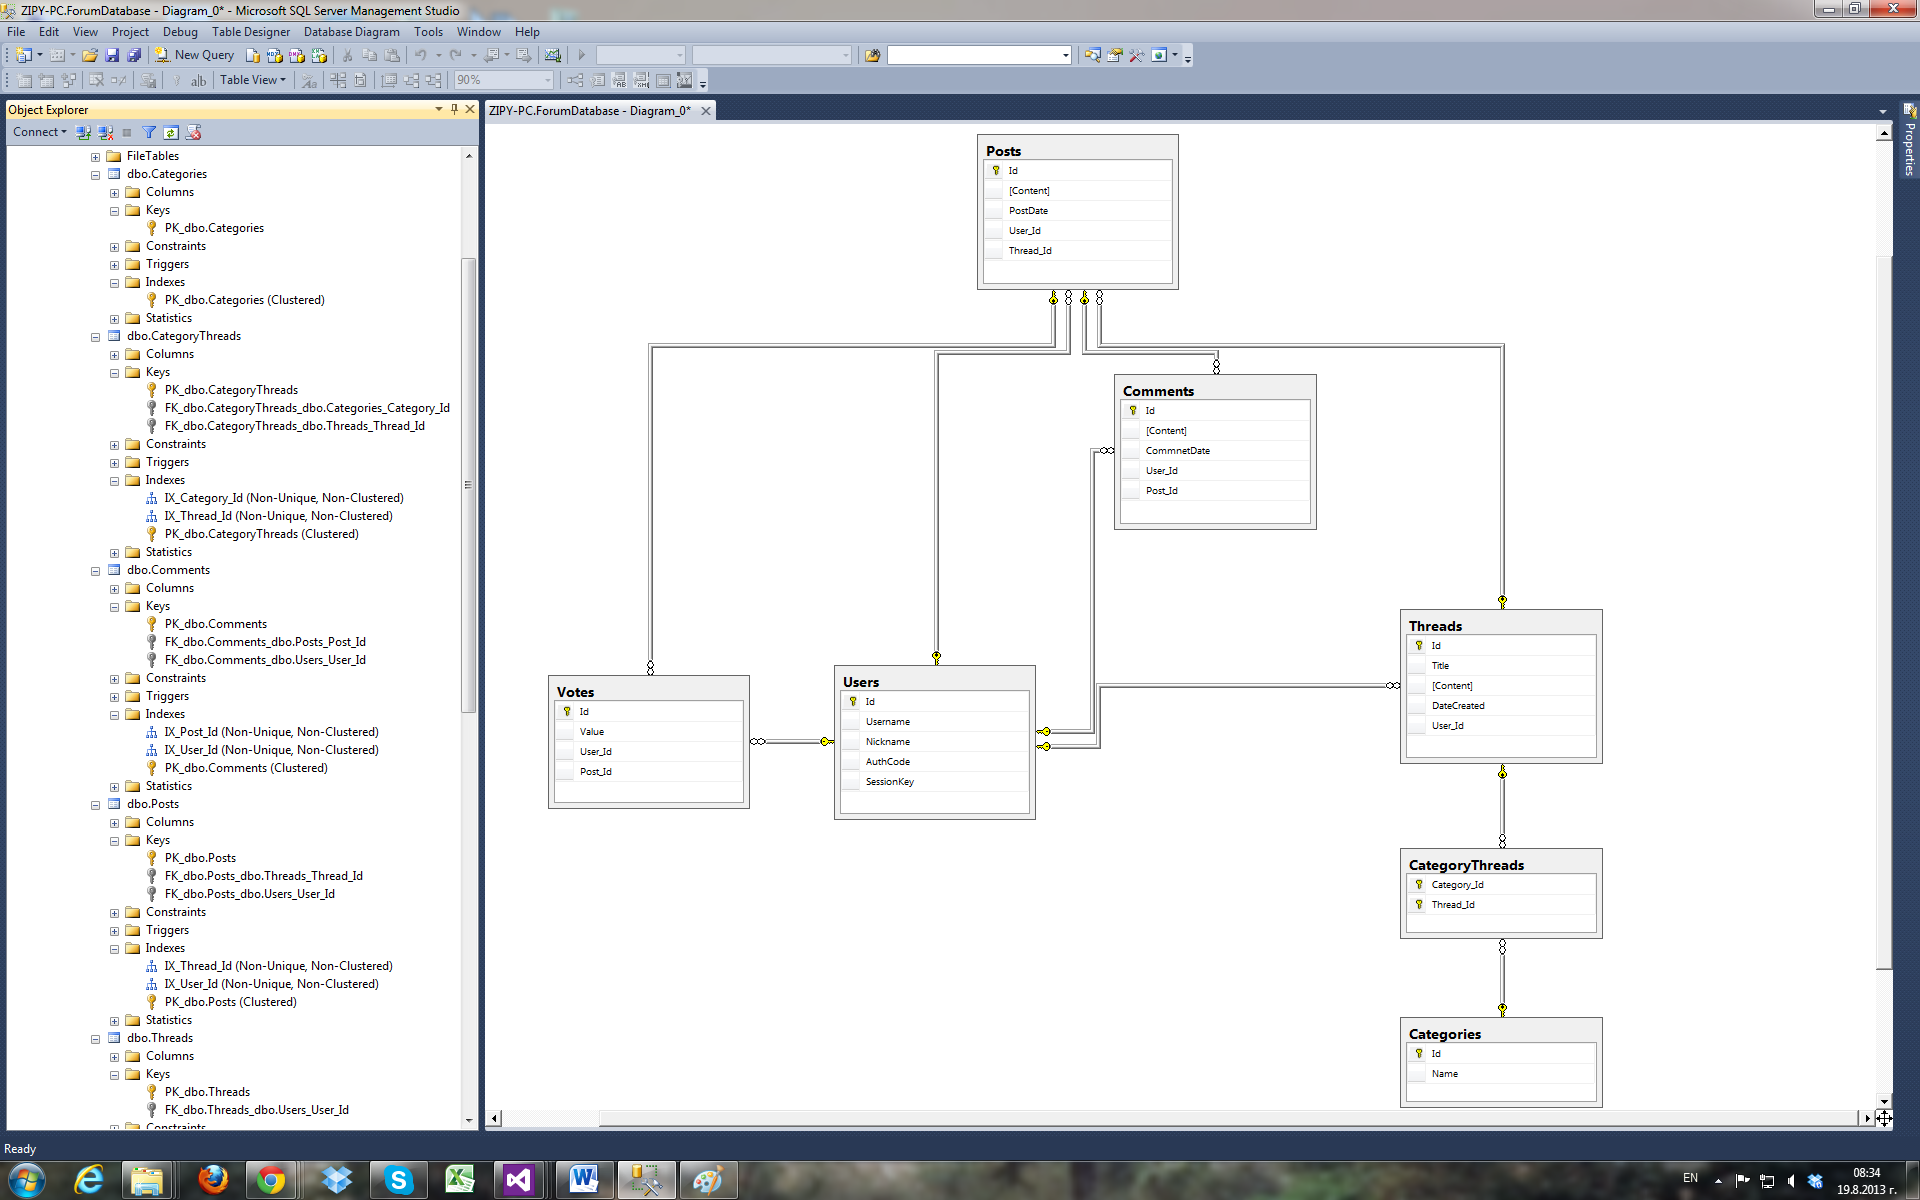 ZIPY-PC.ForumDatabase - Diagram_0* - Microsoft SQL Server Management Studio
File Edit View Project Debug Table Designer Database Diagram Tools Window Help
New Query
Table View 90%
Object Explorer
Connect
FileTables
dbo.Categories
Columns
Keys
PK_dbo.Categories
Constraints
Triggers
Indexes
PK_dbo.Categories (Clustered)
Statistics
dbo.CategoryThreads
Columns
Keys
PK_dbo.CategoryThreads
FK_dbo.CategoryThreads_dbo.Categories_Category_Id
FK_dbo.CategoryThreads_dbo.Threads_Thread_Id
Constraints
Triggers
Indexes
IX_Category_Id (Non-Unique, Non-Clustered)
IX_Thread_Id (Non-Unique, Non-Clustered)
PK_dbo.CategoryThreads (Clustered)
Statistics
dbo.Comments
Columns
Keys
PK_dbo.Comments
FK_dbo.Comments_dbo.Posts_Post_Id
FK_dbo.Comments_dbo.Users_User_Id
Constraints
Triggers
Indexes
IX_Post_Id (Non-Unique, Non-Clustered)
IX_User_Id (Non-Unique, Non-Clustered)
PK_dbo.Comments (Clustered)
Statistics
dbo.Posts
Columns
Keys
PK_dbo.Posts
FK_dbo.Posts_dbo.Threads_Thread_Id
FK_dbo.Posts_dbo.Users_User_Id
Constraints
Triggers
Indexes
IX_Thread_Id (Non-Unique, Non-Clustered)
IX_User_Id (Non-Unique, Non-Clustered)
PK_dbo.Posts (Clustered)
Statistics
dbo.Threads
Columns
Keys
PK_dbo.Threads
FK_dbo.Threads_dbo.Users_User_Id
Constraints
ZIPY-PC.ForumDatabase - Diagram_0*
Posts
Id
[Content]
PostDate
User_Id
Thread_Id
Comments
Id
[Content]
CommnetDate
User_Id
Post_Id
Threads
Id
Title
[Content]
DateCreated
User_Id
Votes
Id
Value
User_Id
Post_Id
Users
Id
Username
Nickname
AuthCode
SessionKey
CategoryThreads
Category_Id
Thread_Id
Categories
Id
Name
Properties
Ready
EN
08:34
19.8.2013 г.